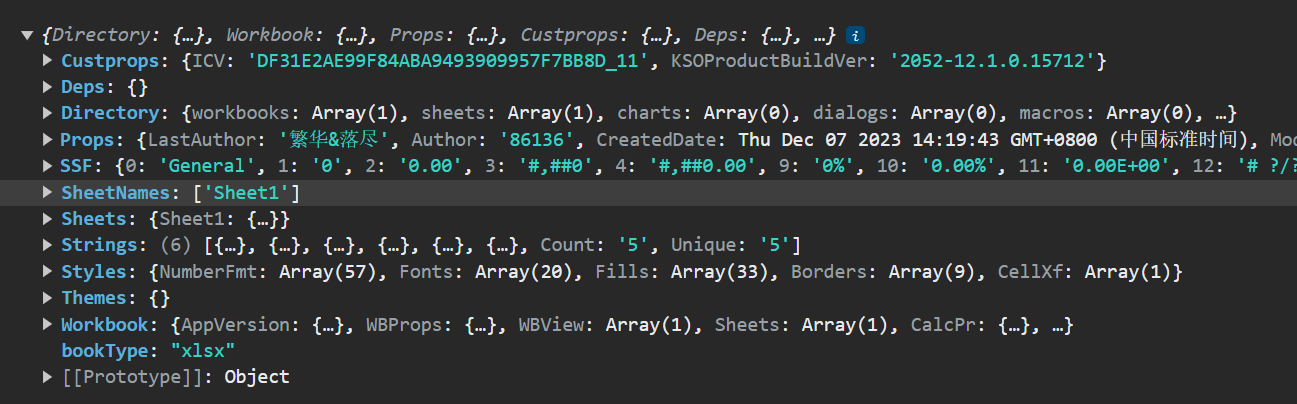 ▼ {Directory: {…}, Workbook: {…}, Props: {…}, Custprops: {…}, Deps: {…}, …} i
▶ Custprops: {ICV: 'DF31E2AE99F84ABA9493909957F7BB8D_11', KSOProductBuildVer: '2052-12.1.0.15712'}
▶ Deps: {}
▶ Directory: {workbooks: Array(1), sheets: Array(1), charts: Array(0), dialogs: Array(0), macros: Array(0), …}
▶ Props: {LastAuthor: '繁华&落尽', Author: '86136', CreatedDate: Thu Dec 07 2023 14:19:43 GMT+0800 (中国标准时间), Mod
▶ SSF: {0: 'General', 1: '0', 2: '0.00', 3: '#,##0', 4: '#,##0.00', 9: '0%', 10: '0.00%', 11: '0.00E+00', 12: '# ?/?
▶ SheetNames: ['Sheet1']
▶ Sheets: {Sheet1: {…}}
▶ Strings: (6) [{…}, {…}, {…}, {…}, {…}, {…}, Count: '5', Unique: '5']
▶ Styles: {NumberFmt: Array(57), Fonts: Array(20), Fills: Array(33), Borders: Array(9), CellXf: Array(1)}
▶ Themes: {}
▶ Workbook: {AppVersion: {…}, WBProps: {…}, WBView: Array(1), Sheets: Array(1), CalcPr: {…}, …}
bookType: "xlsx"
▶ [[Prototype]]: Object